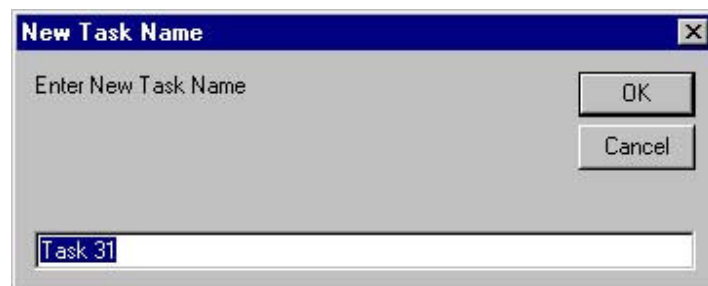 New Task Name
Enter New Task Name
OK
Cancel
Task 31